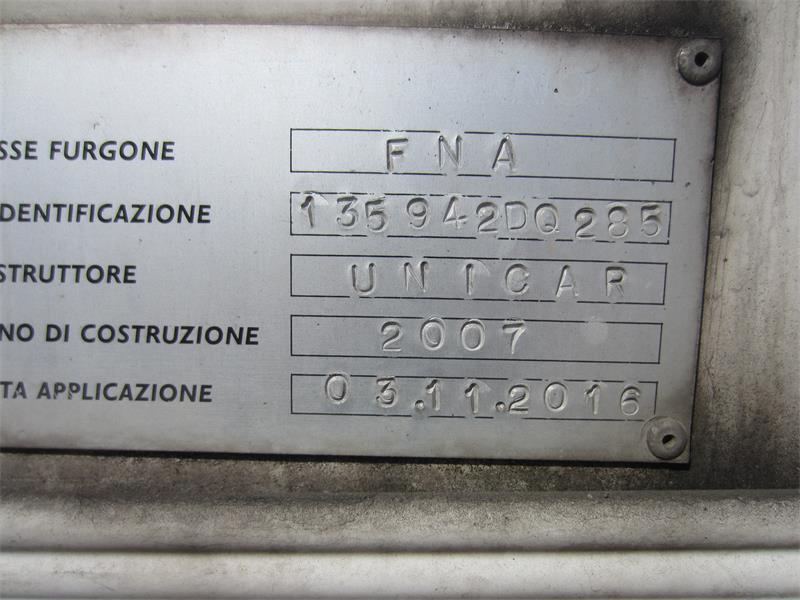 SSE FURGONE FNA
DENTIFICAZIONE 135942DQ285
STRUTTORE UNICAR
NO DI COSTRUZIONE 2007
TA APPLICAZIONE 03.11.2016